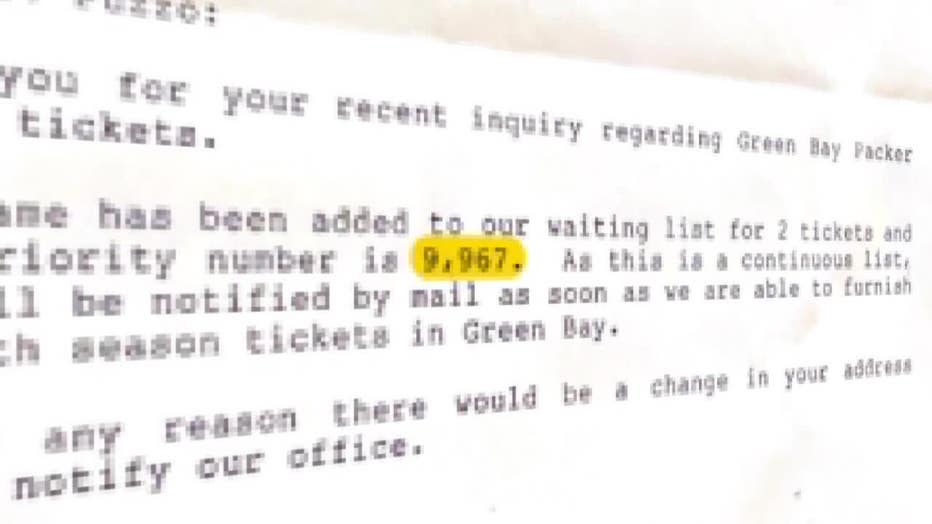 you for your recent inquiry regarding Green Bay Packer
tickets.
ame has been added to our waiting list for 2 tickets and
riority number is 9,967. As this is a continuous list,
ll be notified by mail as soon as we are able to furnish
th season tickets in Green Bay.
any reason there would be a change in your address
notify our office.